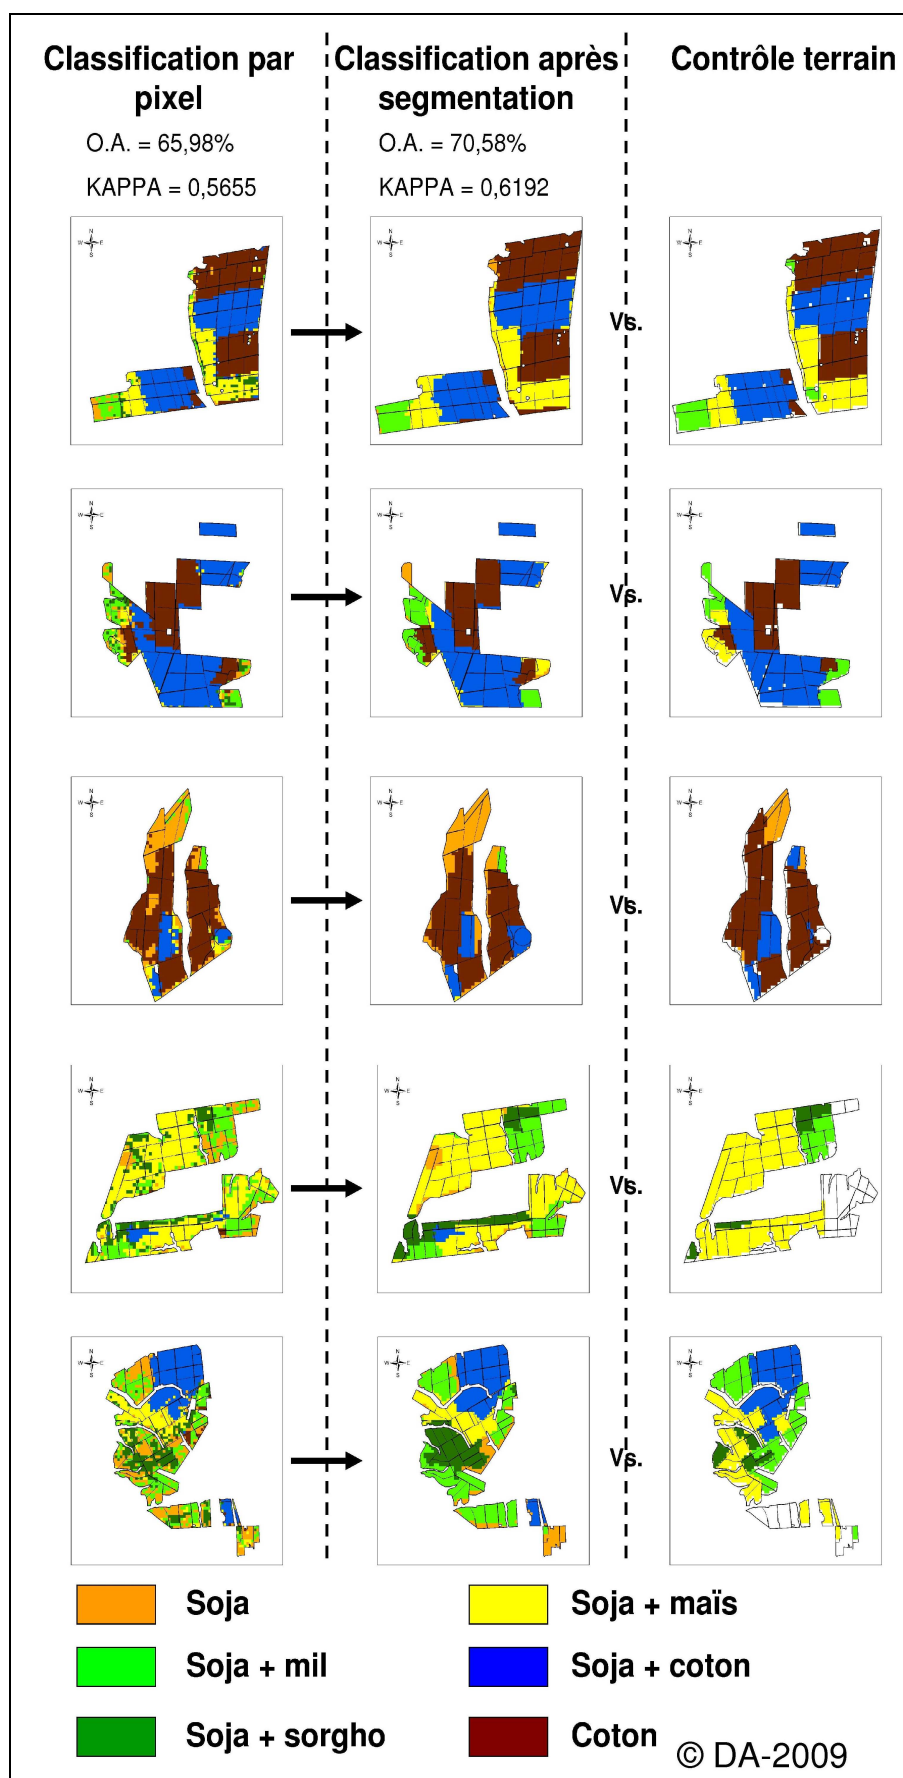 Classification par
pixel
O.A. = 65,98%
KAPPA = 0,5655
Classification après
segmentation
O.A. = 70,58%
KAPPA = 0,6192
Contrôle terrain
N
W E
S
N
W E
S
N
W E
S
Vs.
N
W E
S
N
W E
S
N
W E
S
Vs.
N
W E
S
N
W E
S
N
W E
S
Vs.
N
W E
S
N
W E
S
N
W E
S
Vs.
N
W E
S
N
W E
S
N
W E
S
Vs.
Soja
Soja + maïs
Soja + mil
Soja + coton
Soja + sorgho
Coton
© DA-2009